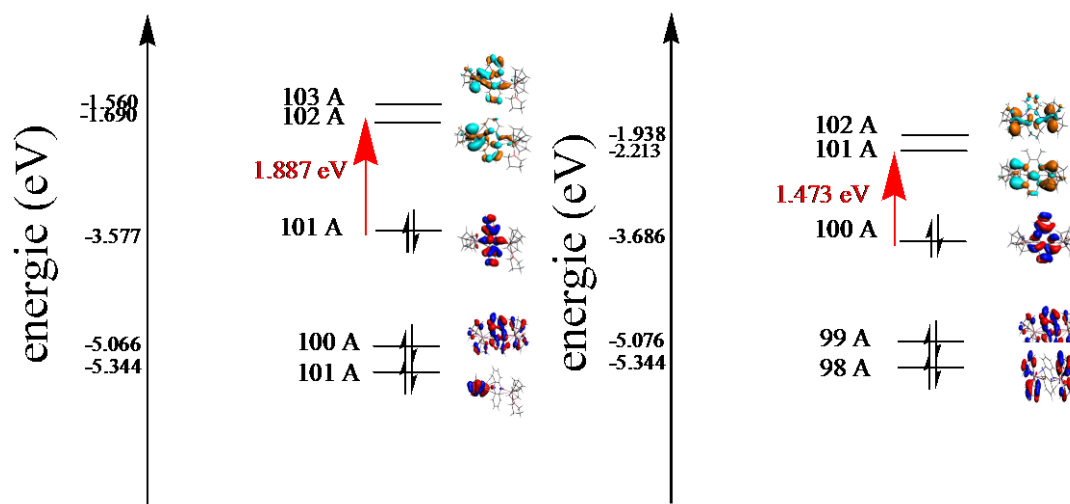 energie (eV)
-1.560
-1.690
-3.577
-5.066
-5.344
103 A
102 A
1.887 eV
101 A
100 A
101 A
energie (eV)
-1.938
-2.213
-3.686
-5.076
-5.344
102 A
101 A
1.473 eV
100 A
99 A
98 A